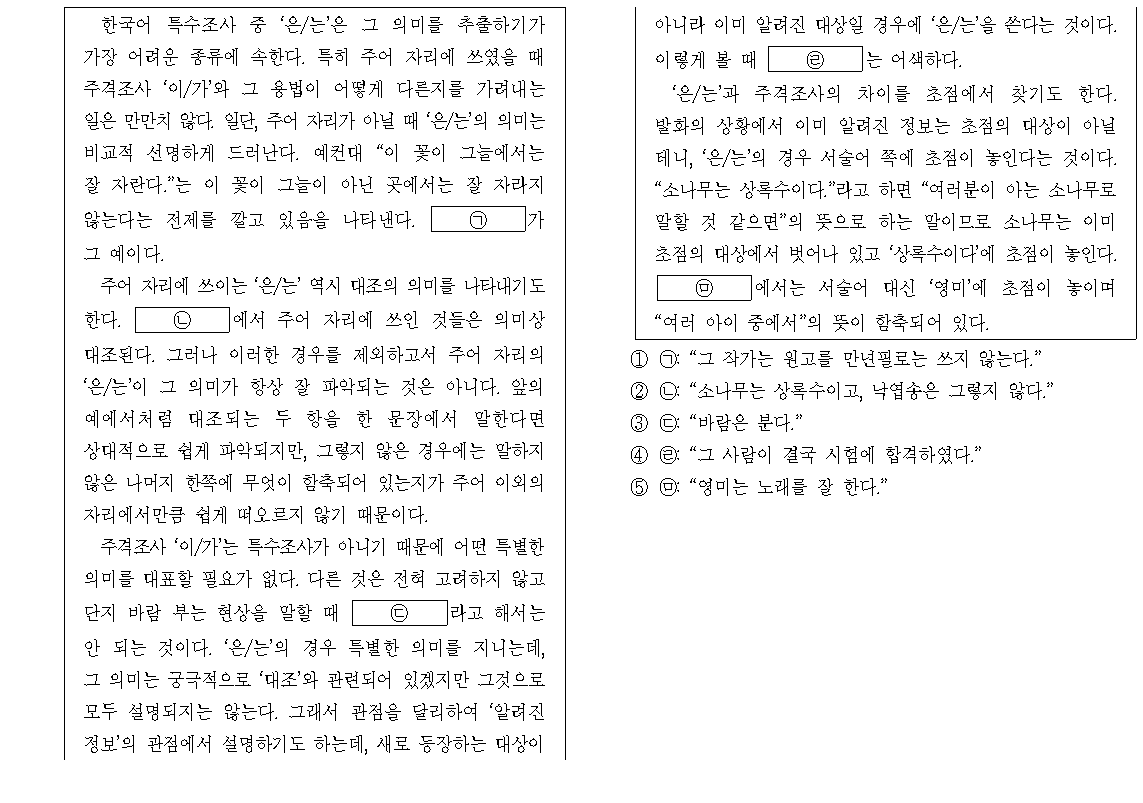 한국어 특수조사 중 ‘은/는’은 그 의미를 추출하기가
가장 어려운 종류에 속한다. 특히 주어 자리에 쓰였을 때
주격조사 ‘이/가’와 그 용법이 어떻게 다른지를 가려내는
일은 만만치 않다. 일단, 주어 자리가 아닐 때 ‘은/는’의 의미는
비교적 선명하게 드러난다. 예컨대 “이 꽃이 그늘에서는
잘 자란다.”는 이 꽃이 그늘이 아닌 곳에서는 잘 자라지
않는다는 전제를 깔고 있음을 나타낸다. ㉠가
그 예이다.
주어 자리에 쓰이는 ‘은/는’ 역시 대조의 의미를 나타내기도
한다. ㉡에서 주어 자리에 쓰인 것들은 의미상
대조된다. 그러나 이러한 경우를 제외하고서 주어 자리의
‘은/는’이 그 의미가 항상 잘 파악되는 것은 아니다. 앞의
예에서처럼 대조되는 두 항을 한 문장에서 말한다면
상대적으로 쉽게 파악되지만, 그렇지 않은 경우에는 말하지
않은 나머지 한쪽에 무엇이 함축되어 있는지가 주어 이외의
자리에서만큼 쉽게 떠오르지 않기 때문이다.
주격조사 ‘이/가’는 특수조사가 아니기 때문에 어떤 특별한
의미를 대표할 필요가 없다. 다른 것은 전혀 고려하지 않고
단지 바람 부는 현상을 말할 때 ㉢라고 해서는
안 되는 것이다. ‘은/는’의 경우 특별한 의미를 지니는데,
그 의미는 궁극적으로 ‘대조’와 관련되어 있겠지만 그것으로
모두 설명되지는 않는다. 그래서 관점을 달리하여 ‘알려진
정보’의 관점에서 설명하기도 하는데, 새로 등장하는 대상이
아니라 이미 알려진 대상일 경우에 ‘은/는’을 쓴다는 것이다.
이렇게 볼 때 ㉣는 어색하다.
‘은/는’과 주격조사의 차이를 초점에서 찾기도 한다.
발화의 상황에서 이미 알려진 정보는 초점의 대상이 아닐
테니, ‘은/는’의 경우 서술어 쪽에 초점이 놓인다는 것이다.
“소나무는 상록수이다.”라고 하면 “여러분이 아는 소나무로
말할 것 같으면”의 뜻으로 하는 말이므로 소나무는 이미
초점의 대상에서 벗어나 있고 ‘상록수이다’에 초점이 놓인다.
㉤에서는 서술어 대신 ‘영미’에 초점이 놓이며
“여러 아이 중에서”의 뜻이 함축되어 있다.
① ㉠: “그 작가는 원고를 만년필로는 쓰지 않는다.”
② ㉡: “소나무는 상록수이고, 낙엽송은 그렇지 않다.”
③ ㉢: “바람은 분다.”
④ ㉣: “그 사람이 결국 시험에 합격하였다.”
⑤ ㉤: “영미는 노래를 잘 한다.”